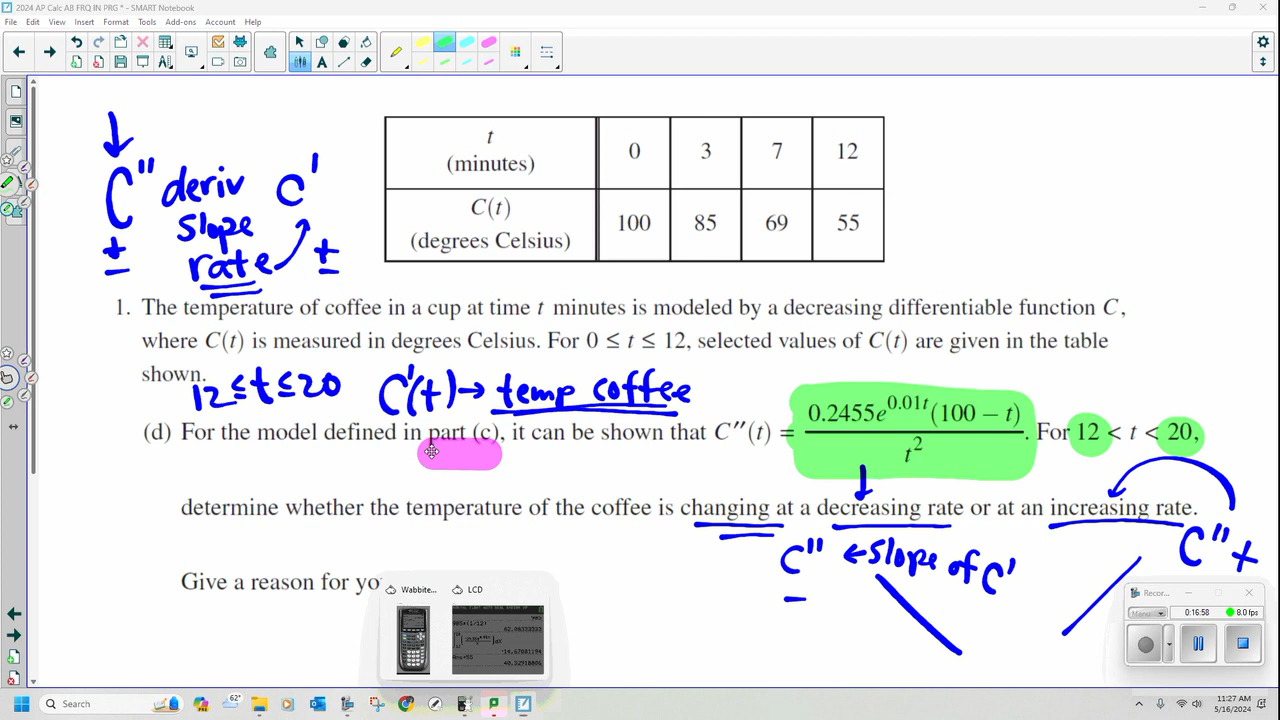 2024 AP Calc AB FRQ IN PRG * - SMART Notebook
File Edit View Insert Format Tools Add-ons Account Help
t (minutes) 0 3 7 12
C(t) (degrees Celsius) 100 85 69 55
C" deriv C'
slope
± rate ±
1. The temperature of coffee in a cup at time t minutes is modeled by a decreasing differentiable function C,
where C(t) is measured in degrees Celsius. For 0 ≤ t ≤ 12, selected values of C(t) are given in the table
shown.
12 ≤ t ≤ 20 C'(t) → temp coffee
(d) For the model defined in part (c), it can be shown that C″(t) = 0.2455e^{0.01t}(100 − t) / t². For 12 < t < 20,
determine whether the temperature of the coffee is changing at a decreasing rate or at an increasing rate.
C" − ← slope of C' C" +
Give a reason for yo
Wabbite... LCD
Recor...
Menu
0:16:58 8.0 fps
62°
Search
11:27 AM
5/16/2024